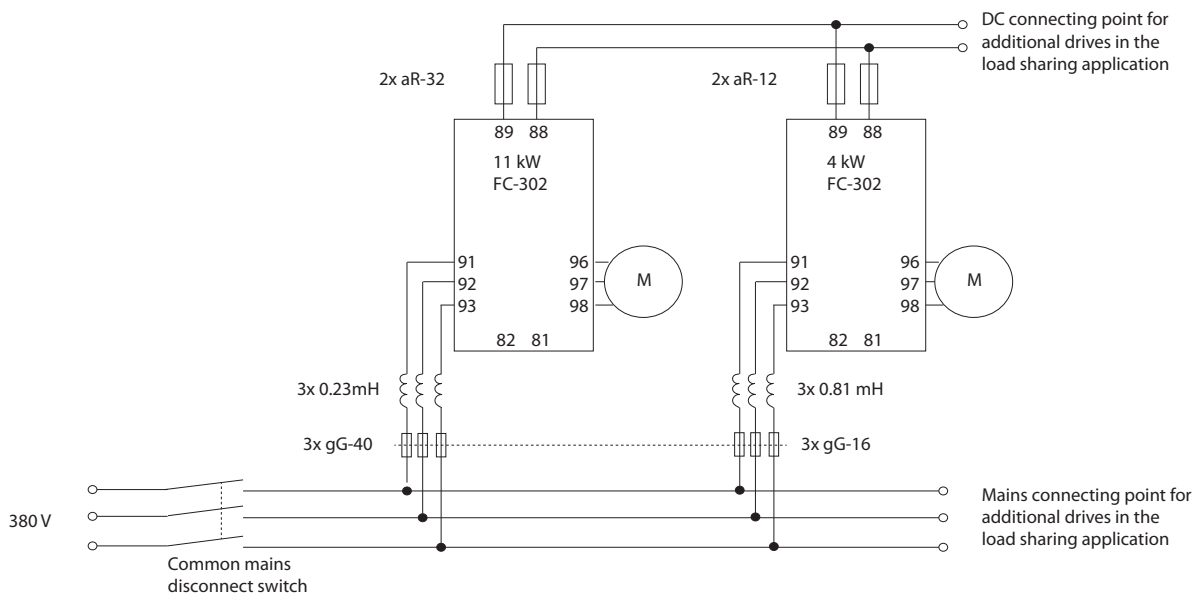 DC connecting point for
additional drives in the
load sharing application
2x aR-32
2x aR-12
89 88
89 88
11 kW
FC-302
4 kW
FC-302
91
92
93
96
97
98
M
91
92
93
96
97
98
M
82 81
82 81
3x 0.23mH
3x 0.81 mH
3x gG-40
3x gG-16
380 V
Mains connecting point for
additional drives in the
load sharing application
Common mains
disconnect switch